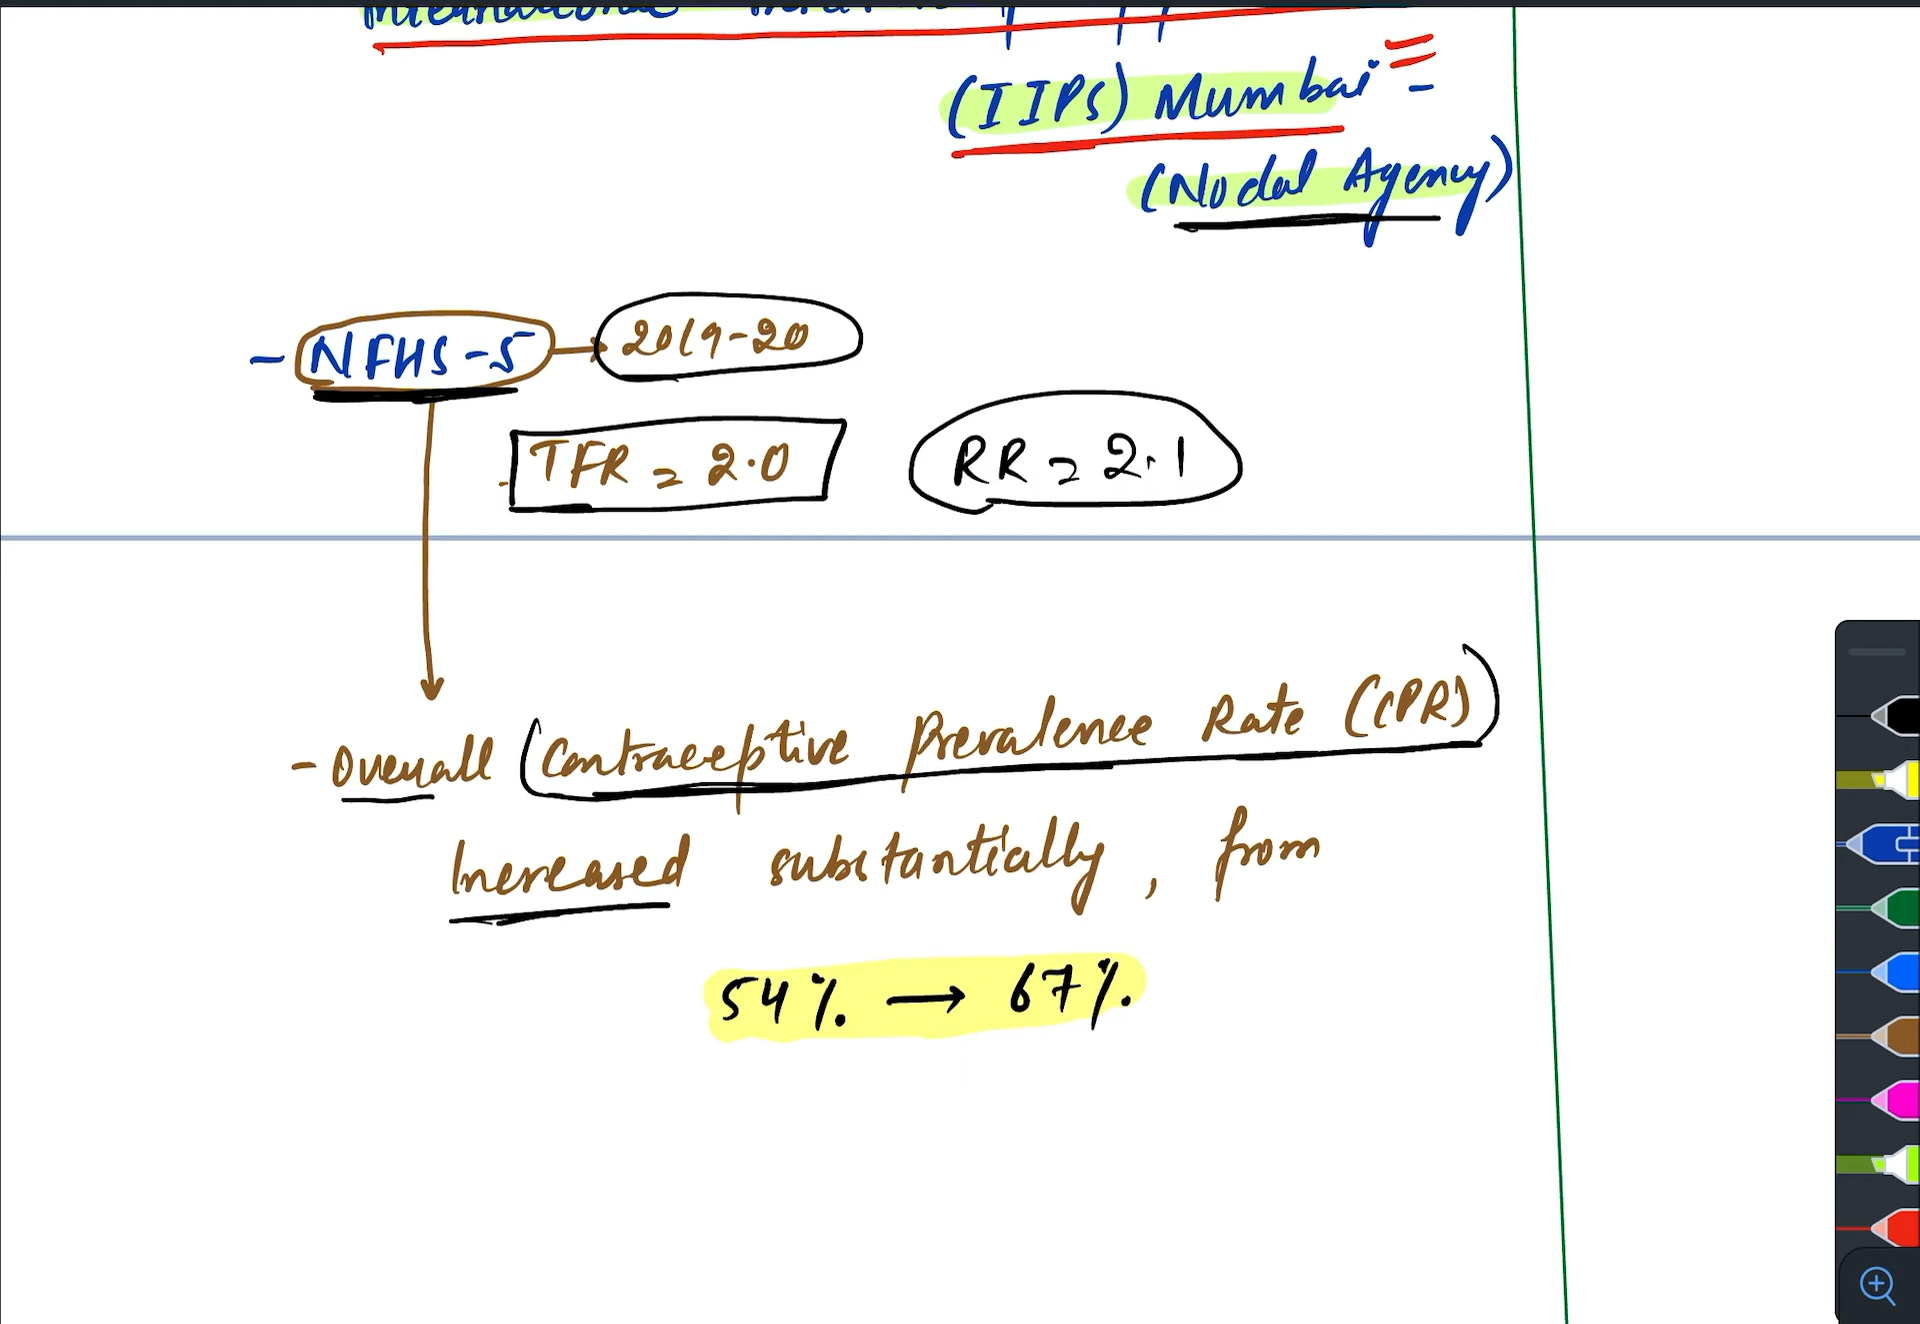 International
(IIPS) Mumbai -
(Nodal Agency)
- NFHS-5 → 2019-20
TFR = 2.0 RR = 2.1
- Overall (Contraceptive Prevalence Rate (CPR))
Increased substantially, from
54% → 67%.